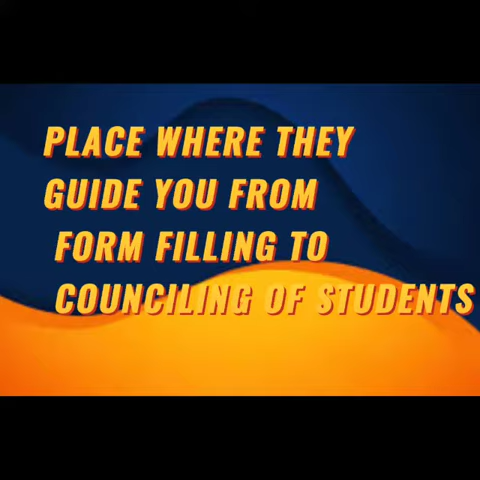 PLACE WHERE THEY
GUIDE YOU FROM
FORM FILLING TO
COUNCILING OF STUDENTS